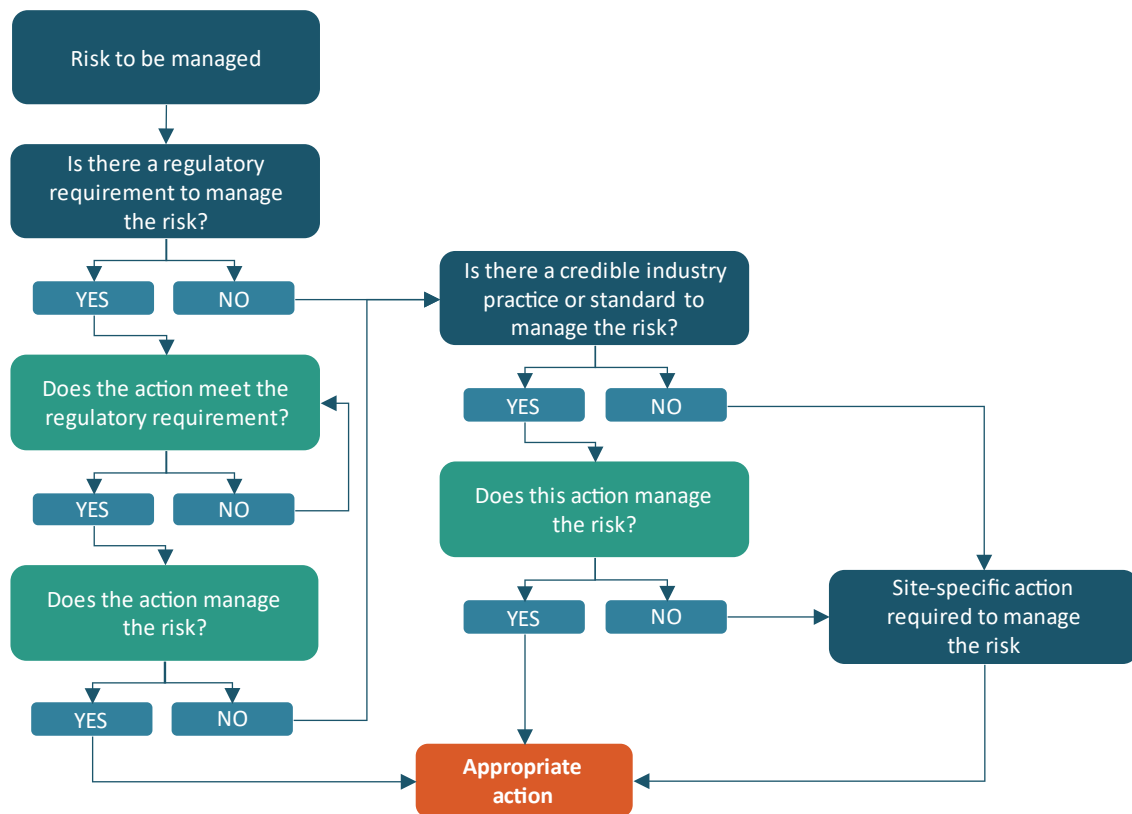 Risk to be managed
Is there a regulatory
requirement to manage
the risk?
YES
NO
Does the action meet the
regulatory requirement?
YES
NO
Does the action manage
the risk?
YES
NO
Is there a credible industry
practice or standard to
manage the risk?
YES
NO
Does this action manage
the risk?
YES
NO
Site-specific action
required to manage
the risk
Appropriate
action